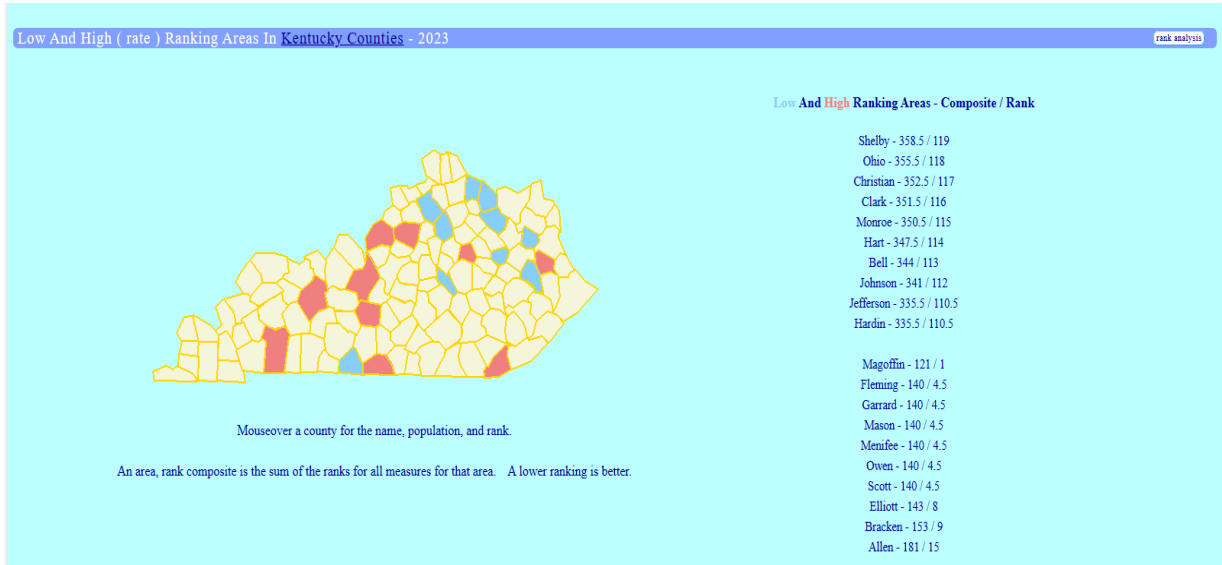 Low And High ( rate ) Ranking Areas In Kentucky Counties - 2023
rank analysis
Low And High Ranking Areas - Composite / Rank
Shelby - 358.5 / 119
Ohio - 355.5 / 118
Christian - 352.5 / 117
Clark - 351.5 / 116
Monroe - 350.5 / 115
Hart - 347.5 / 114
Bell - 344 / 113
Johnson - 341 / 112
Jefferson - 335.5 / 110.5
Hardin - 335.5 / 110.5
Magoffin - 121 / 1
Fleming - 140 / 4.5
Garrard - 140 / 4.5
Mason - 140 / 4.5
Menifee - 140 / 4.5
Owen - 140 / 4.5
Scott - 140 / 4.5
Elliott - 143 / 8
Bracken - 153 / 9
Allen - 181 / 15
Mouseover a county for the name, population, and rank.
An area, rank composite is the sum of the ranks for all measures for that area. A lower ranking is better.